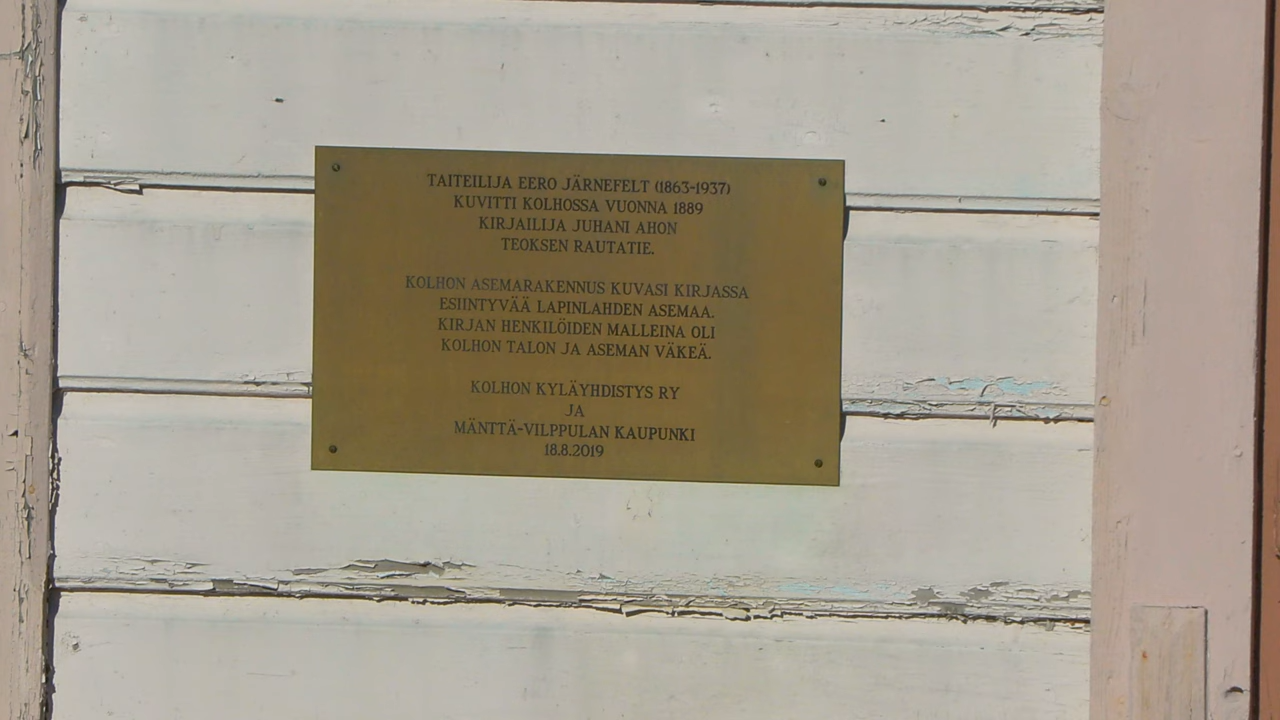 TAITEILIJA EERO JÄRNEFELT (1863-1937)
KUVITTI KOLHOSSA VUONNA 1889
KIRJAILIJA JUHANI AHON
TEOKSEN RAUTATIE.
KOLHON ASEMARAKENNUS KUVASI KIRJASSA
ESIINTYVÄÄ LAPINLAHDEN ASEMAA.
KIRJAN HENKILÖIDEN MALLEINA OLI
KOLHON TALON JA ASEMAN VÄKEÄ.
KOLHON KYLÄYHDISTYS RY
JA
MÄNTTÄ-VILPPULAN KAUPUNKI
18.8.2019